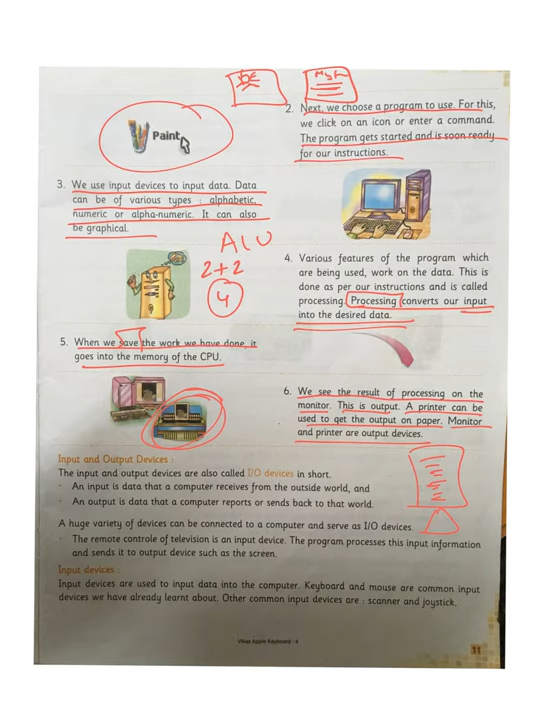 Paint
2. Next, we choose a program to use. For this,
we click on an icon or enter a command.
The program gets started and is soon ready
for our instructions.
3. We use input devices to input data. Data
can be of various types : alphabetic,
numeric or alpha-numeric. It can also
be graphical.
ALU
2+2
4
4. Various features of the program which
are being used, work on the data. This is
done as per our instructions and is called
processing. Processing converts our input
into the desired data.
5. When we save the work we have done, it
goes into the memory of the CPU.
6. We see the result of processing on the
monitor. This is output. A printer can be
used to get the output on paper. Monitor
and printer are output devices.
Input and Output Devices :
The input and output devices are also called I/O devices in short.
· An input is data that a computer receives from the outside world, and
· An output is data that a computer reports or sends back to that world.
A huge variety of devices can be connected to a computer and serve as I/O devices.
· The remote controle of television is an input device. The program processes this input information
and sends it to output device such as the screen.
Input devices :
Input devices are used to input data into the computer. Keyboard and mouse are common input
devices we have already learnt about. Other common input devices are : scanner and joystick.
Vikas Apple Keyboard - 4
11